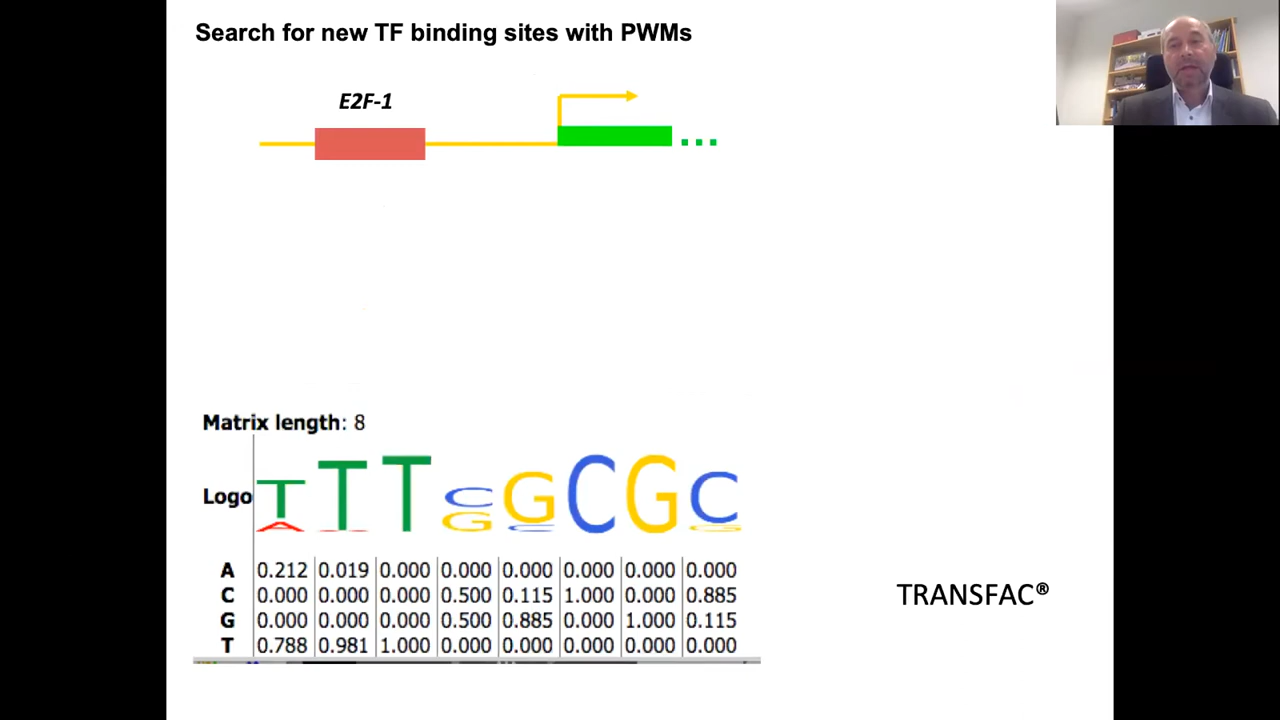 Search for new TF binding sites with PWMs
E2F-1
Matrix length: 8
Logo T A T T C G G C C G C G
A 0.212 0.019 0.000 0.000 0.000 0.000 0.000 0.000
C 0.000 0.000 0.000 0.500 0.115 1.000 0.000 0.885
G 0.000 0.000 0.000 0.500 0.885 0.000 1.000 0.115
T 0.788 0.981 1.000 0.000 0.000 0.000 0.000 0.000
TRANSFAC®